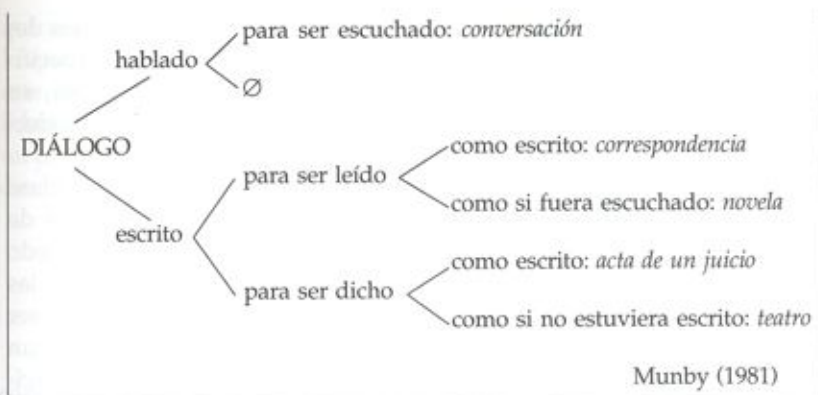 para ser escuchado: conversación
hablado
∅
DIÁLOGO
como escrito: correspondencia
para ser leído
como si fuera escuchado: novela
escrito
como escrito: acta de un juicio
para ser dicho
como si no estuviera escrito: teatro
Munby (1981)